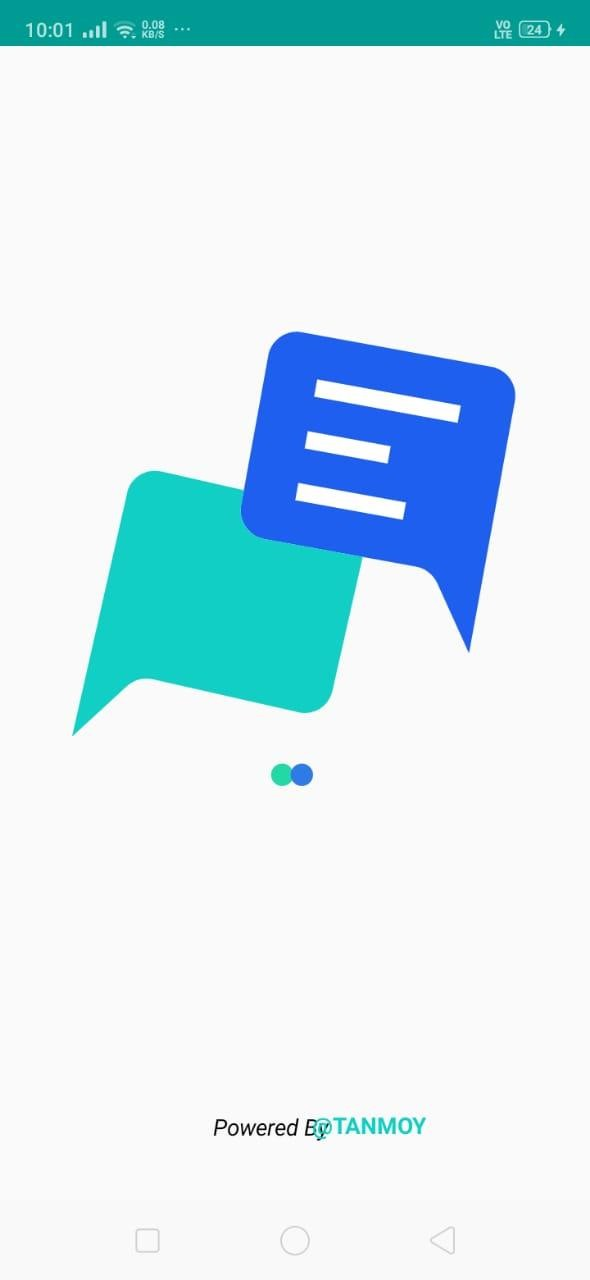 10:01 0.08 KB/S ... VO LTE 24
Powered By @TANMOY